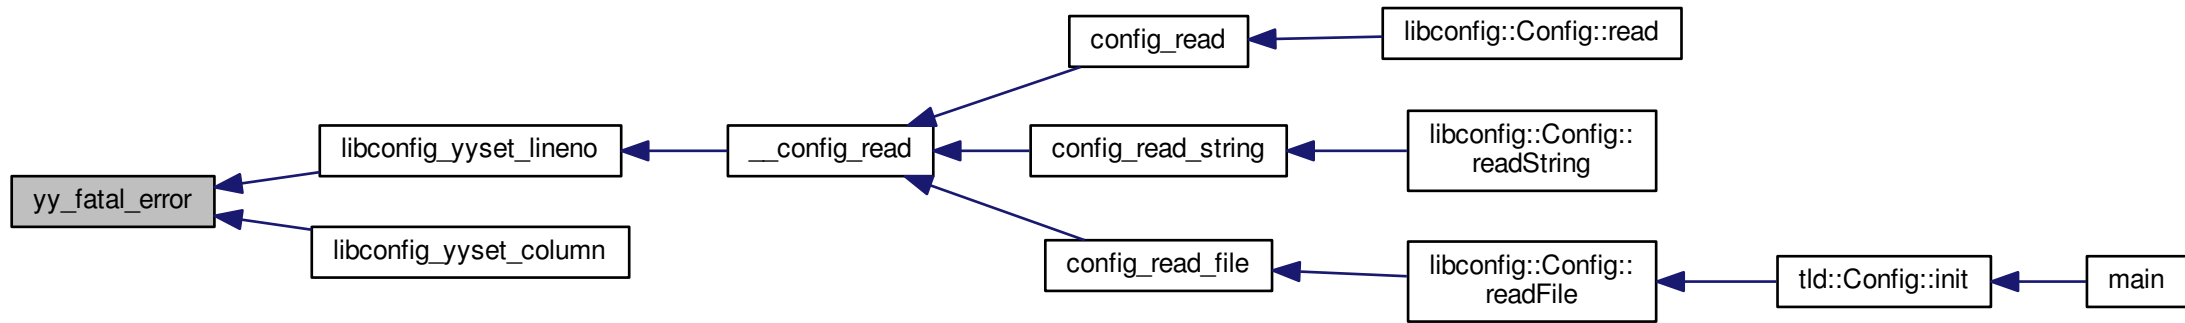 yy_fatal_error
libconfig_yyset_lineno
libconfig_yyset_column
__config_read
config_read
config_read_string
config_read_file
libconfig::Config::read
libconfig::Config::
readString
libconfig::Config::
readFile
tld::Config::init
main